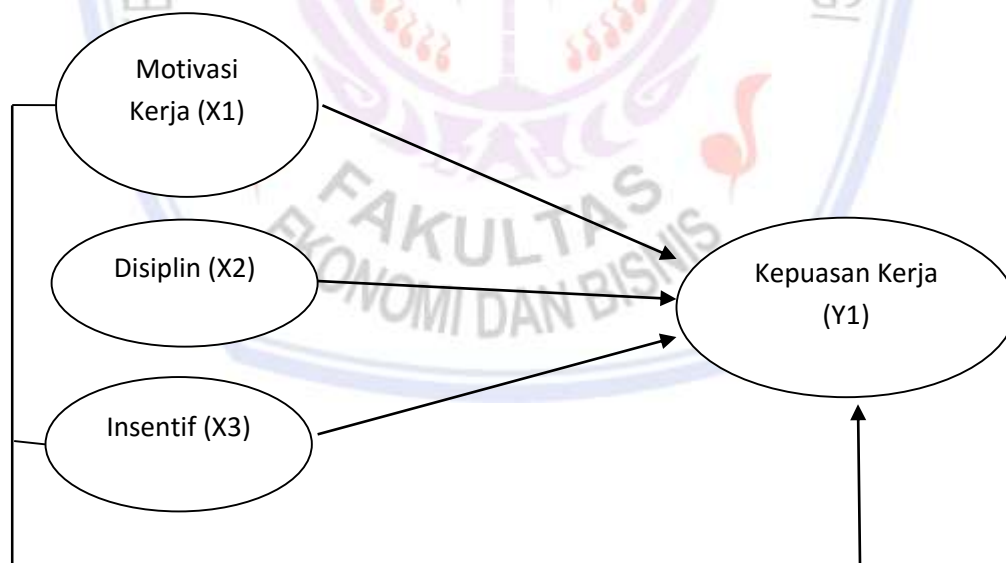 Motivasi
Kerja (X1)
Disiplin (X2)
Kepuasan Kerja
(Y1)
Insentif (X3)
FAKULTAS
EKONOMI DAN BISNIS